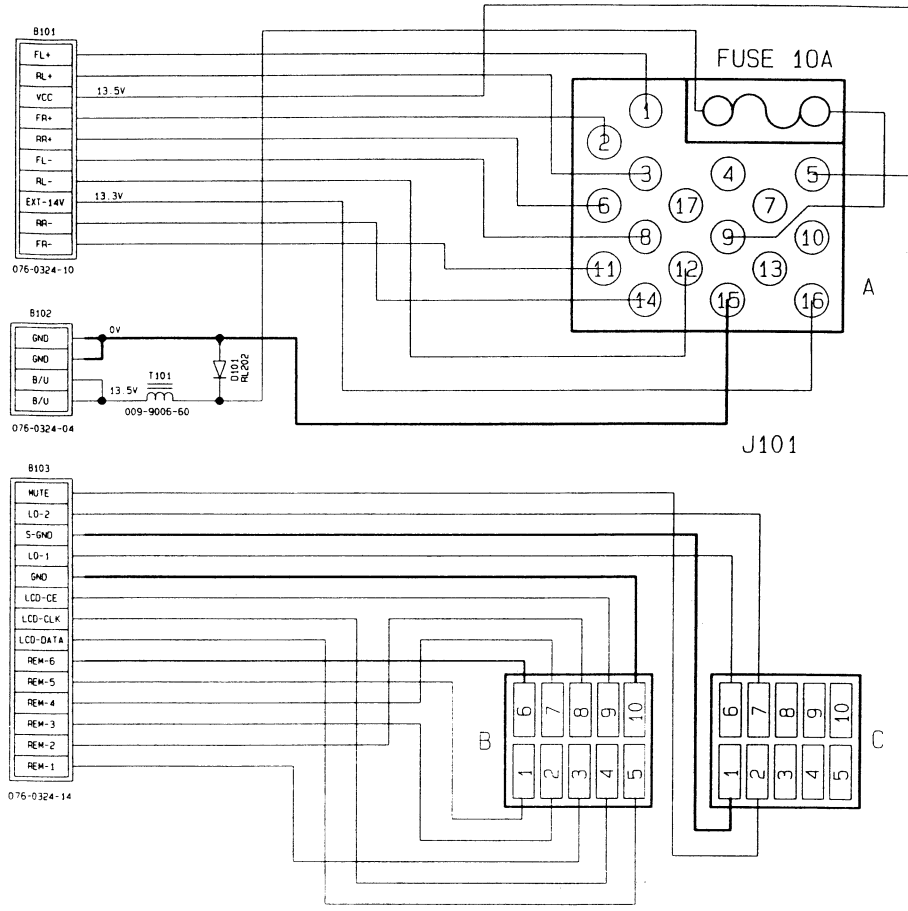 B101
FL+
RL+
VCC
13.5V
FR+
RR+
FL-
RL-
EXT-14V
13.3V
RR-
FR-
076-0324-10
FUSE 10A
1
2
3
4
5
6
17
7
8
9
10
11
12
13
14
15
16
A
J101
B102
GND
0V
GND
B/U
B/U
13.5V
T101
009-9006-60
D101
RL202
076-0324-04
B103
MUTE
LO-2
S-GND
LO-1
GND
LCD-CE
LCD-CLK
LCD-DATA
REM-6
REM-5
REM-4
REM-3
REM-2
REM-1
076-0324-14
B
6 7 8 9 10
1 2 3 4 5
6 7 8 9 10
1 2 3 4 5
C